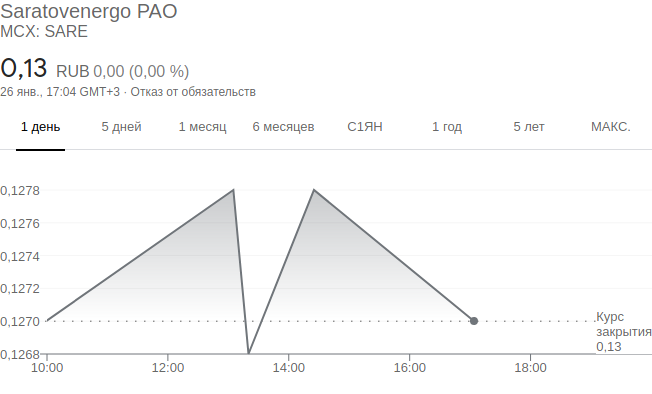 Saratovenergo PAO
MCX: SARE
0,13 RUB 0,00 (0,00 %)
26 янв., 17:04 GMT+3 · Отказ от обязательств
1 день 5 дней 1 месяц 6 месяцев С1ЯН 1 год 5 лет МАКС.
0,1278
0,1276
0,1274
0,1272
0,1270
0,1268
Курс
закрытия
0,13
10:00 12:00 14:00 16:00 18:00